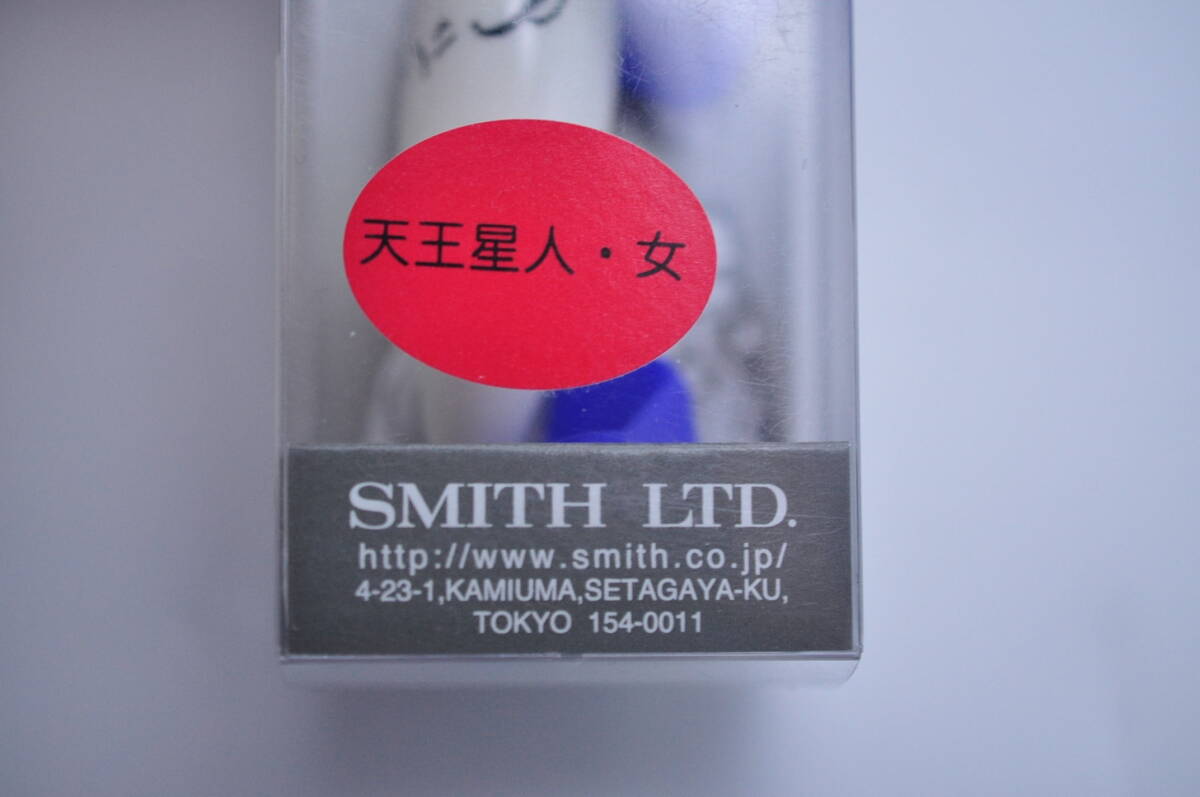 天王星人・女
SMITH LTD.
http://www.smith.co.jp/
4-23-1,KAMIUMA,SETAGAYA-KU,
TOKYO 154-0011